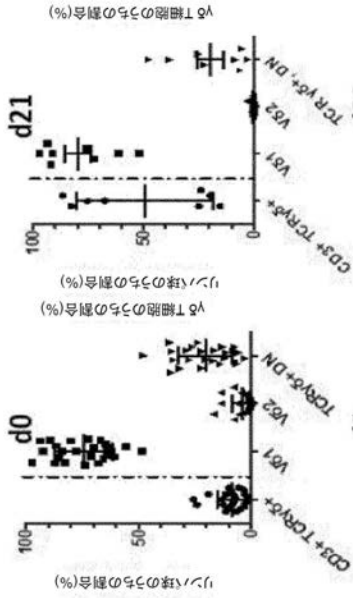 d0
リンパ球のうちの割合(%)
γδ T細胞のうちの割合(%)
100
50
0
CD3+ TCRγδ+
Vδ1
Vδ2
TCRγδ+DN
d21
リンパ球のうちの割合(%)
γδ T細胞のうちの割合(%)
100
50
0
CD3+ TCRγδ+
Vδ1
Vδ2
TCR γδ+, DN